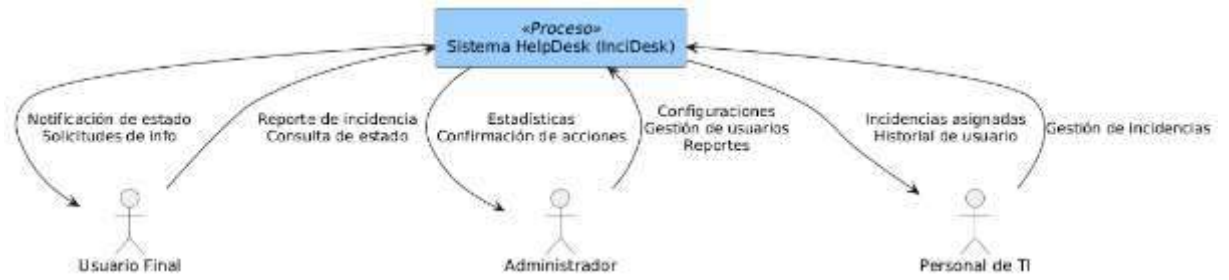 «Proceso»
Sistema HelpDesk (InciDesk)
Notificación de estado
Solicitudes de info
Reporte de incidencia
Consulta de estado
Estadísticas
Confirmación de acciones
Configuraciones
Gestión de usuarios
Reportes
Incidencias asignadas
Historial de usuario
Gestión de incidencias
Usuario Final
Administrador
Personal de TI